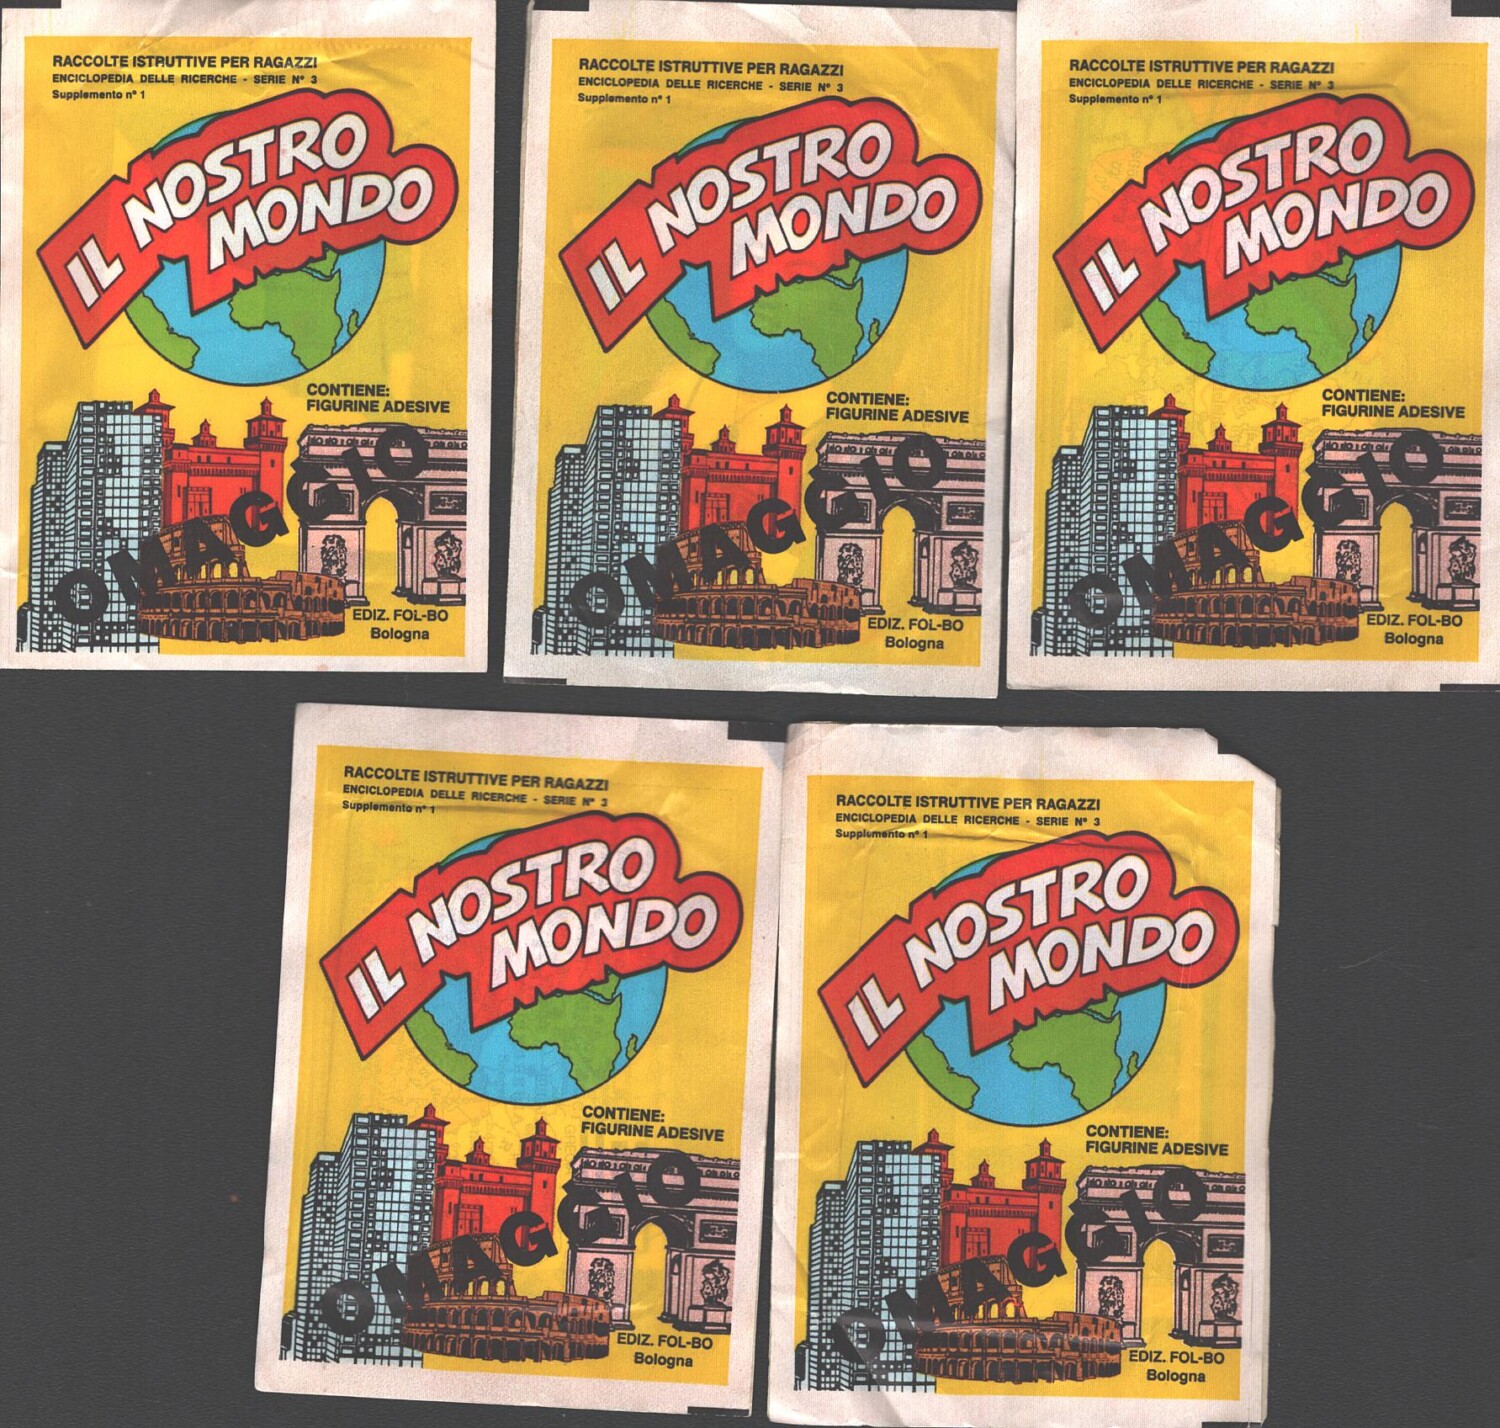 RACCOLTE ISTRUTTIVE PER RAGAZZI
ENCICLOPEDIA DELLE RICERCHE - SERIE N° 3
Supplemento n° 1
IL NOSTRO
MONDO
CONTIENE:
FIGURINE ADESIVE
OMAGGIO
EDIZ. FOL-BO
Bologna
RACCOLTE ISTRUTTIVE PER RAGAZZI
ENCICLOPEDIA DELLE RICERCHE - SERIE N° 3
Supplemento n° 1
IL NOSTRO
MONDO
CONTIENE:
FIGURINE ADESIVE
OMAGGIO
EDIZ. FOL-BO
Bologna
RACCOLTE ISTRUTTIVE PER RAGAZZI
ENCICLOPEDIA DELLE RICERCHE - SERIE N° 3
Supplemento n° 1
IL NOSTRO
MONDO
CONTIENE:
FIGURINE ADESIVE
OMAGGIO
EDIZ. FOL-BO
Bologna
RACCOLTE ISTRUTTIVE PER RAGAZZI
ENCICLOPEDIA DELLE RICERCHE - SERIE N° 3
Supplemento n° 1
IL NOSTRO
MONDO
CONTIENE:
FIGURINE ADESIVE
OMAGGIO
EDIZ. FOL-BO
Bologna
RACCOLTE ISTRUTTIVE PER RAGAZZI
ENCICLOPEDIA DELLE RICERCHE - SERIE N° 3
Supplemento n° 1
IL NOSTRO
MONDO
CONTIENE:
FIGURINE ADESIVE
OMAGGIO
EDIZ. FOL-BO
Bologna